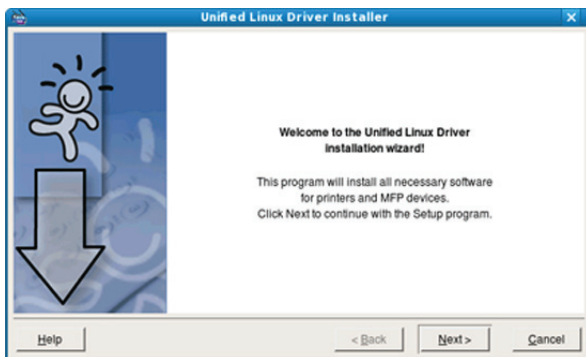 Unified Linux Driver Installer
Welcome to the Unified Linux Driver
installation wizard!
This program will install all necessary software
for printers and MFP devices.
Click Next to continue with the Setup program.
Help
< Back
Next >
Cancel